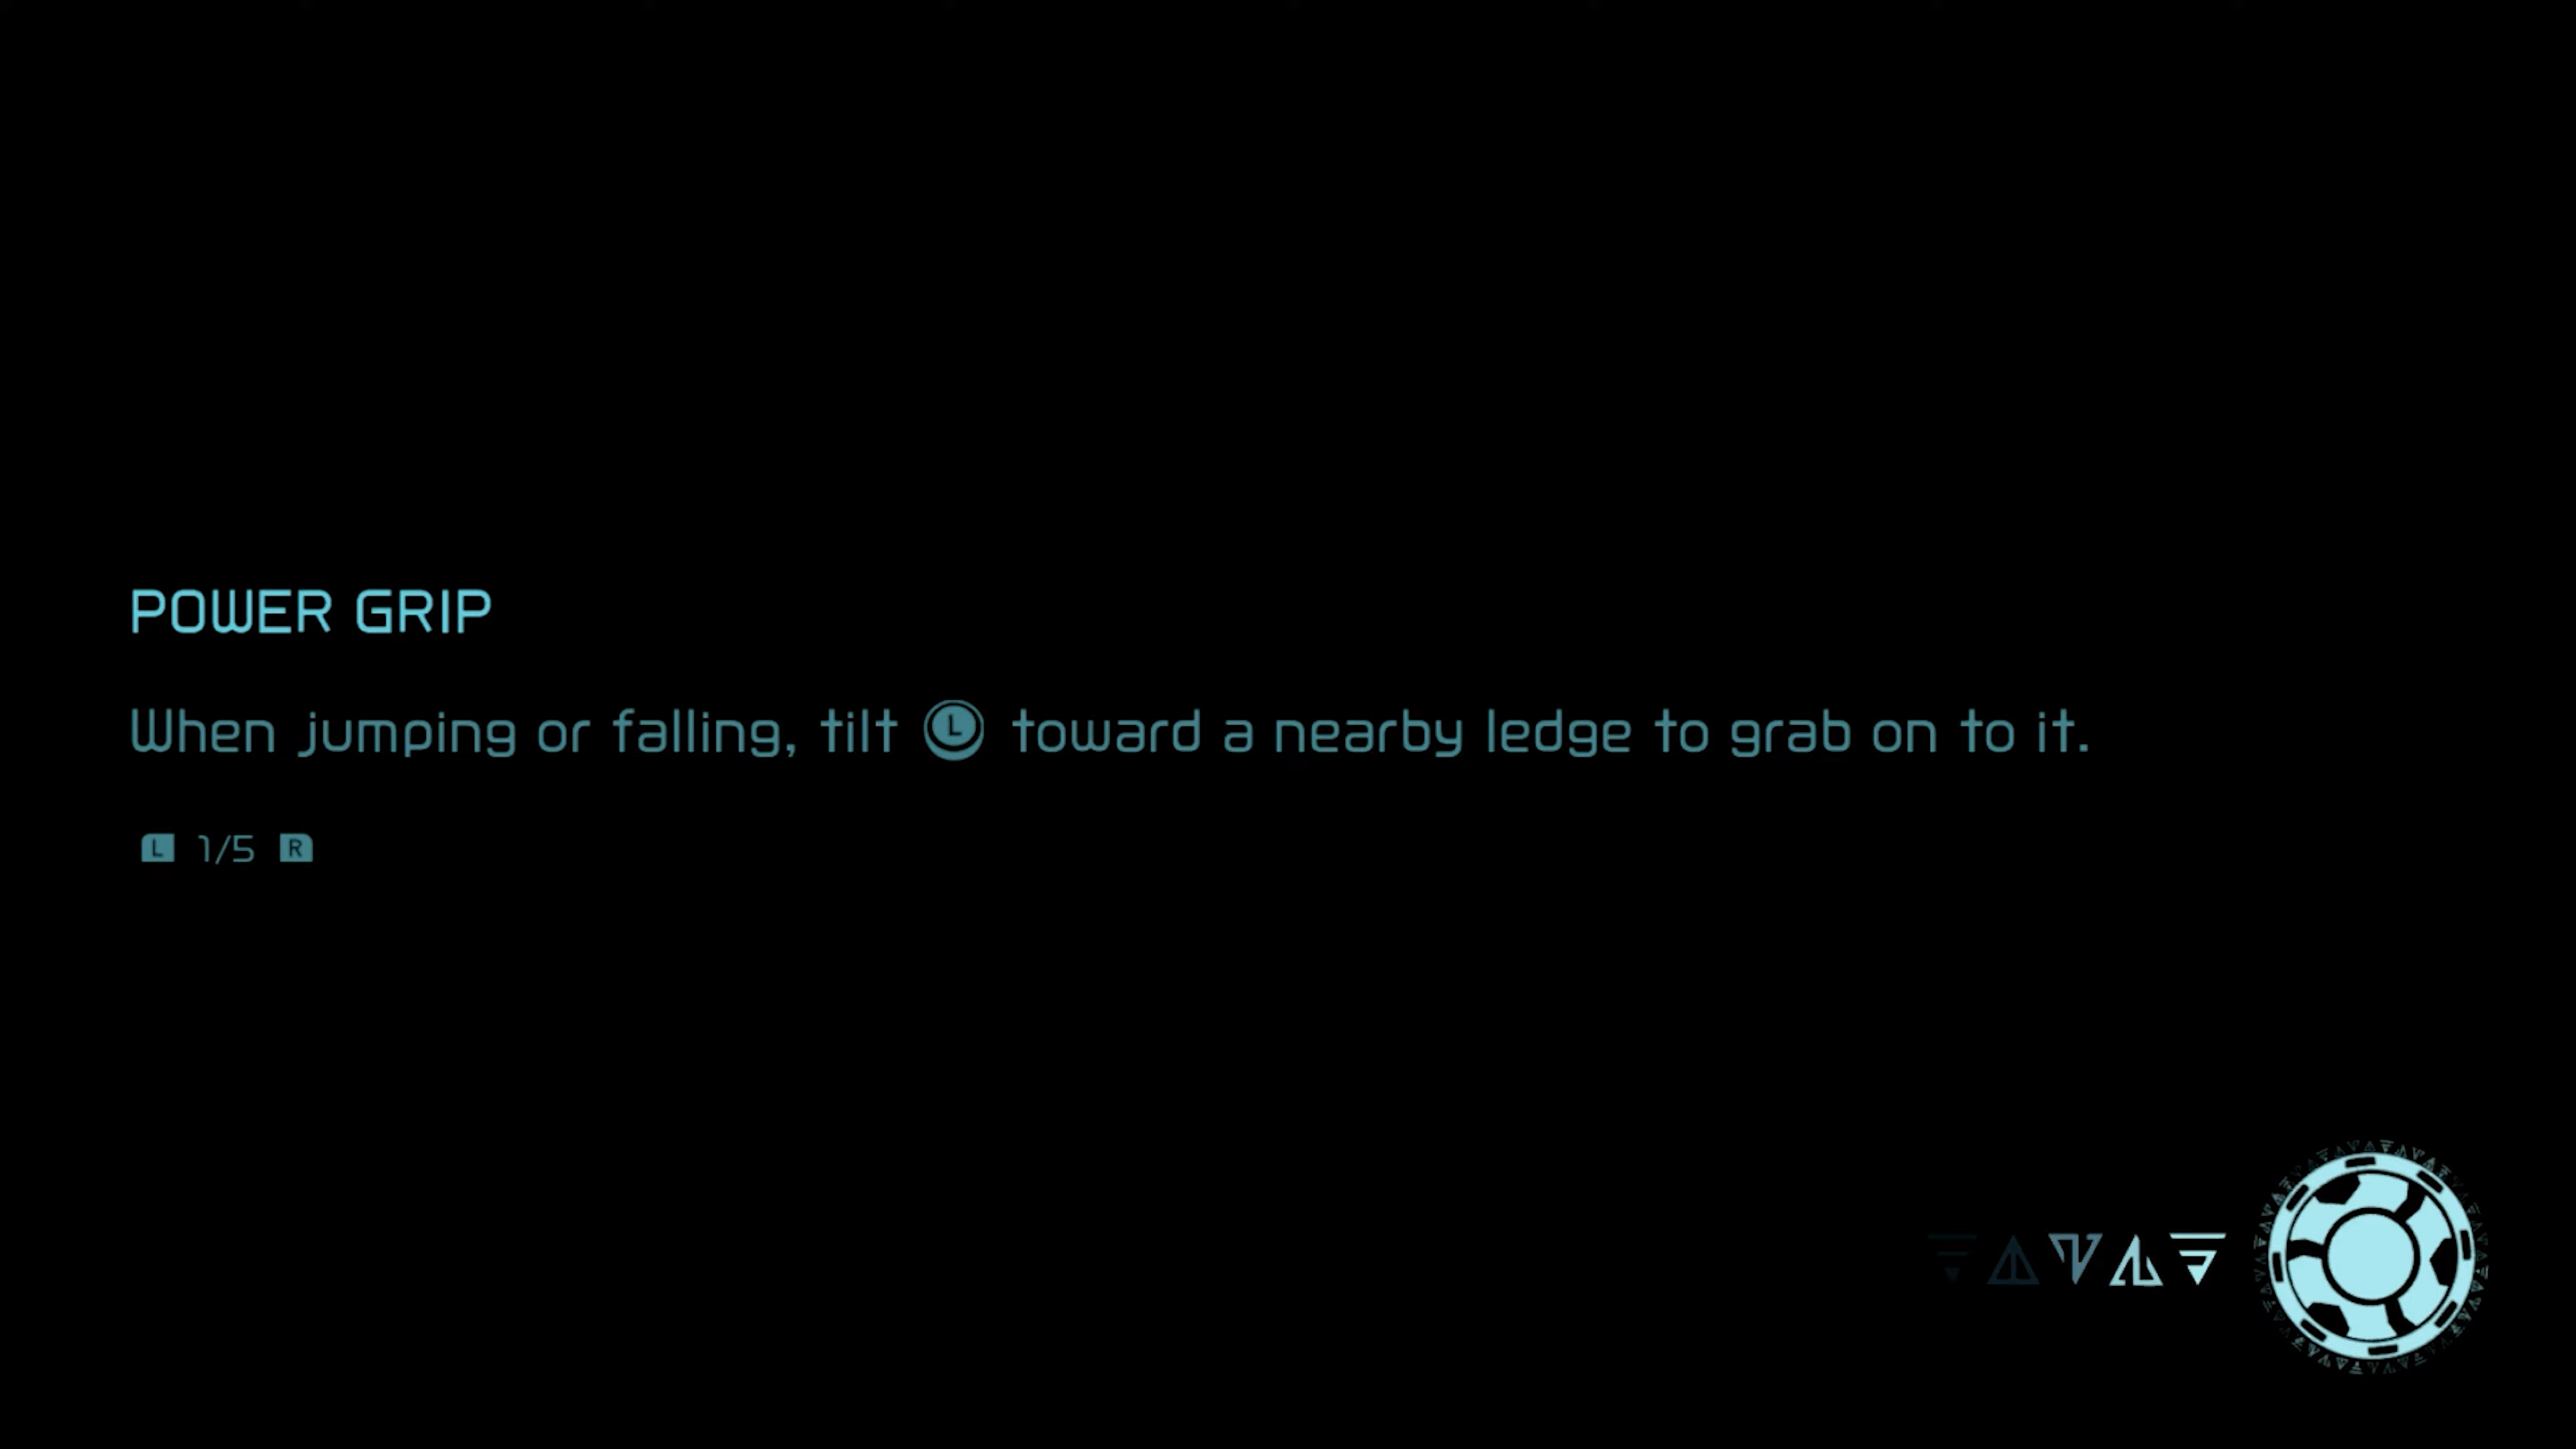 POWER GRIP
When jumping or falling, tilt L toward a nearby ledge to grab on to it.
L 1/5 R